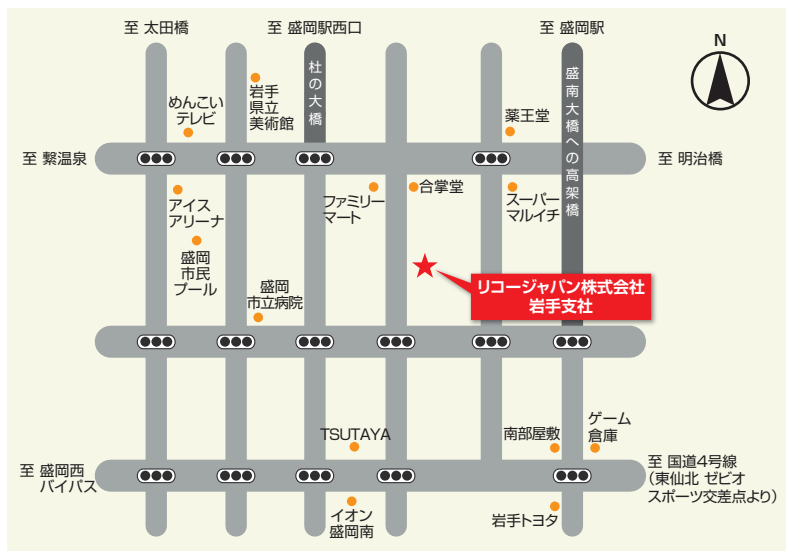 至 太田橋
至 盛岡駅西口
至 盛岡駅
N
杜の大橋
盛南大橋への高架橋
岩手
県立
美術館
めんこい
テレビ
薬王堂
至 繋温泉
至 明治橋
アイス
アリーナ
ファミリー
マート
合掌堂
スーパー
マルイチ
盛岡
市民
プール
盛岡
市立病院
リコージャパン株式会社
岩手支社
TSUTAYA
南部屋敷
ゲーム
倉庫
至 盛岡西
バイパス
至 国道4号線
（東仙北 ゼビオ
スポーツ交差点より）
イオン
盛岡南
岩手トヨタ